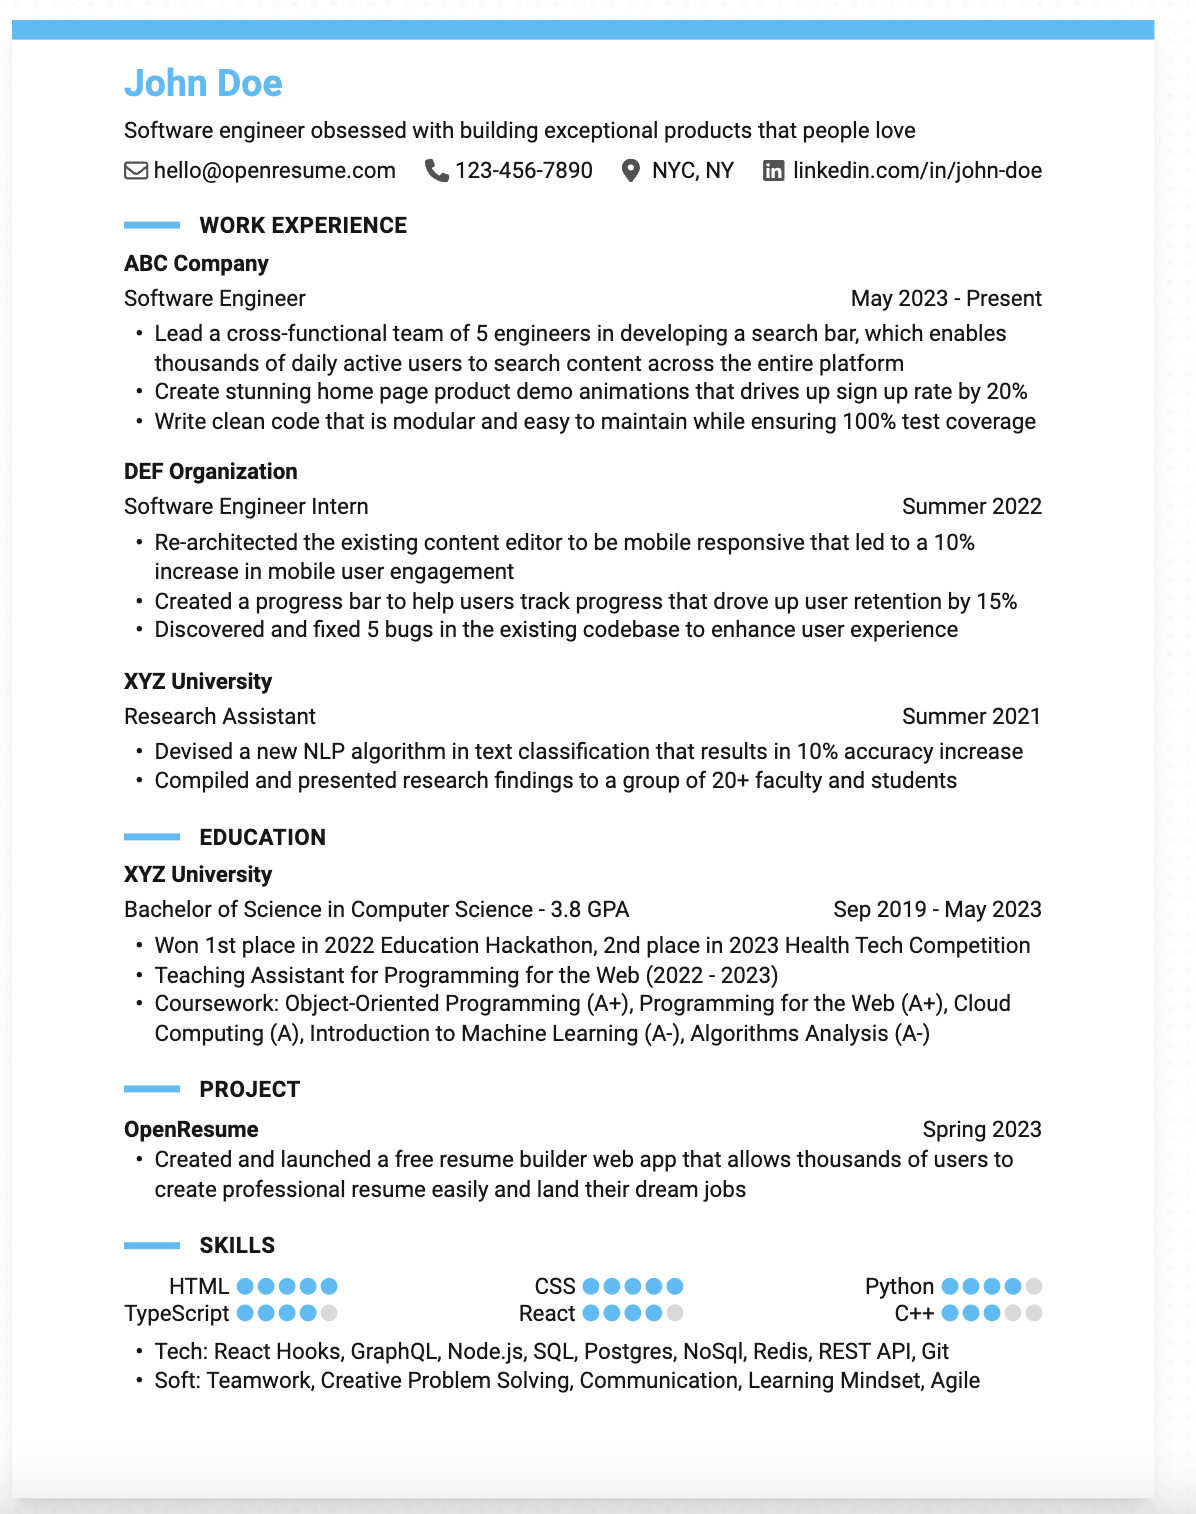 John Doe
Software engineer obsessed with building exceptional products that people love
hello@openresume.com 123-456-7890 NYC, NY linkedin.com/in/john-doe
WORK EXPERIENCE
ABC Company
Software Engineer May 2023 - Present
• Lead a cross-functional team of 5 engineers in developing a search bar, which enables
thousands of daily active users to search content across the entire platform
• Create stunning home page product demo animations that drives up sign up rate by 20%
• Write clean code that is modular and easy to maintain while ensuring 100% test coverage
DEF Organization
Software Engineer Intern Summer 2022
• Re-architected the existing content editor to be mobile responsive that led to a 10%
increase in mobile user engagement
• Created a progress bar to help users track progress that drove up user retention by 15%
• Discovered and fixed 5 bugs in the existing codebase to enhance user experience
XYZ University
Research Assistant Summer 2021
• Devised a new NLP algorithm in text classification that results in 10% accuracy increase
• Compiled and presented research findings to a group of 20+ faculty and students
EDUCATION
XYZ University
Bachelor of Science in Computer Science - 3.8 GPA Sep 2019 - May 2023
• Won 1st place in 2022 Education Hackathon, 2nd place in 2023 Health Tech Competition
• Teaching Assistant for Programming for the Web (2022 - 2023)
• Coursework: Object-Oriented Programming (A+), Programming for the Web (A+), Cloud
Computing (A), Introduction to Machine Learning (A-), Algorithms Analysis (A-)
PROJECT
OpenResume Spring 2023
• Created and launched a free resume builder web app that allows thousands of users to
create professional resume easily and land their dream jobs
SKILLS
HTML CSS Python
TypeScript React C++
• Tech: React Hooks, GraphQL, Node.js, SQL, Postgres, NoSql, Redis, REST API, Git
• Soft: Teamwork, Creative Problem Solving, Communication, Learning Mindset, Agile